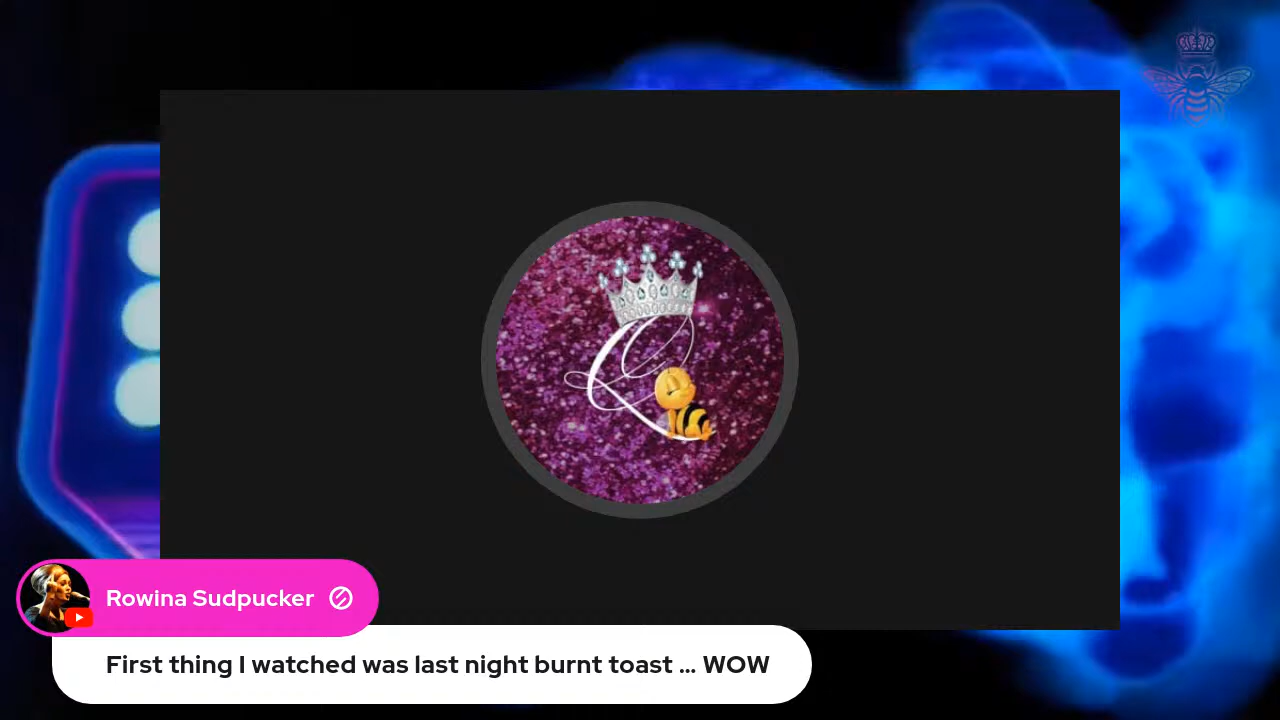 Rowina Sudpucker
First thing I watched was last night burnt toast ... WOW